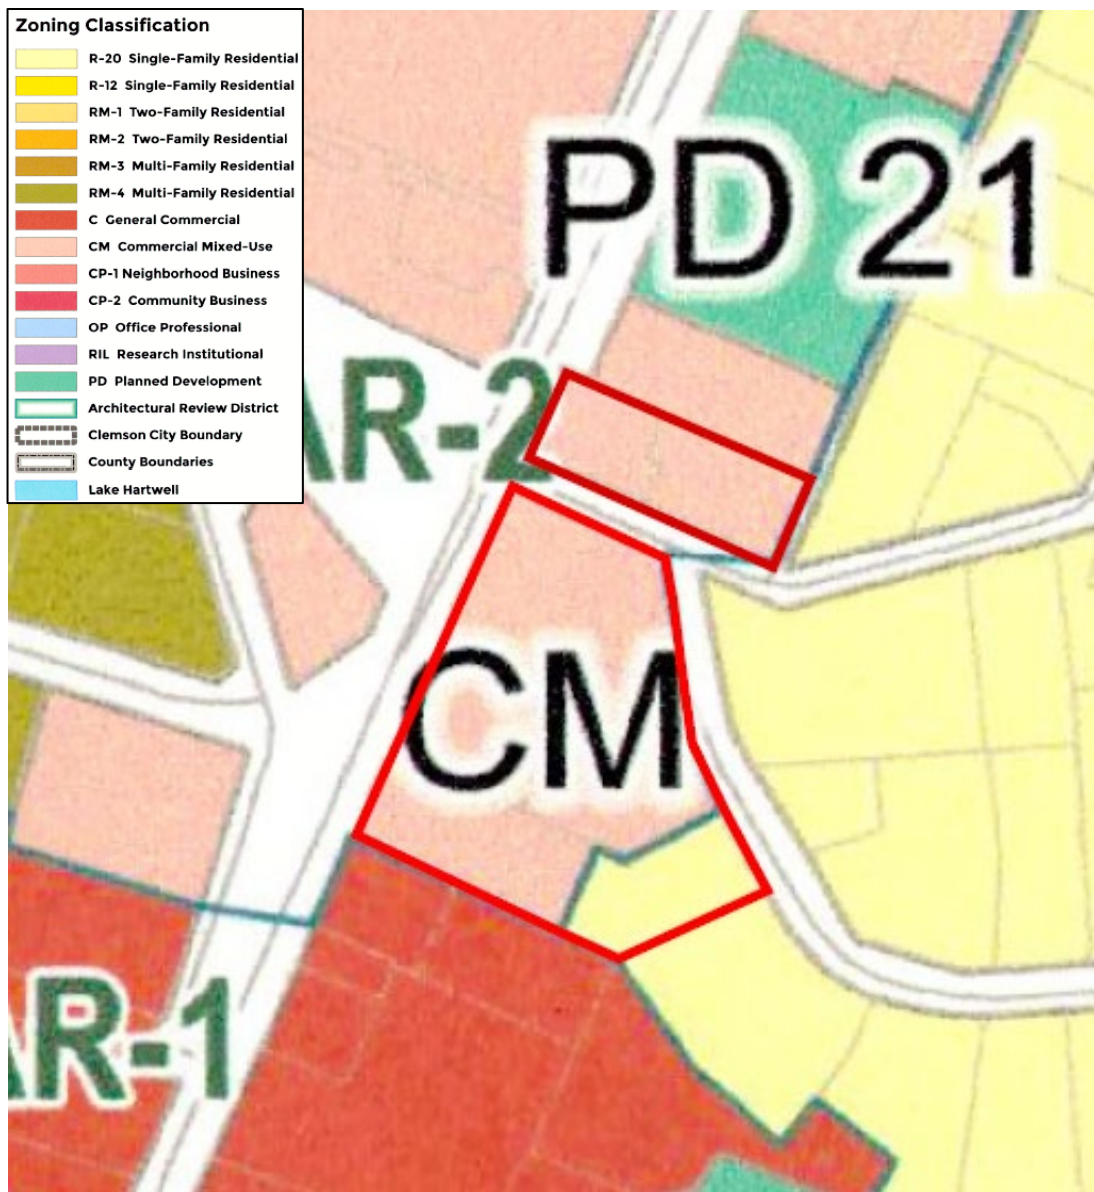 Zoning Classification
R-20 Single-Family Residential
R-12 Single-Family Residential
RM-1 Two-Family Residential
RM-2 Two-Family Residential
RM-3 Multi-Family Residential
RM-4 Multi-Family Residential
C General Commercial
CM Commercial Mixed-Use
CP-1 Neighborhood Business
CP-2 Community Business
OP Office Professional
RIL Research Institutional
PD Planned Development
Architectural Review District
Clemson City Boundary
County Boundaries
Lake Hartwell
PD 21
AR-2
CM
AR-1